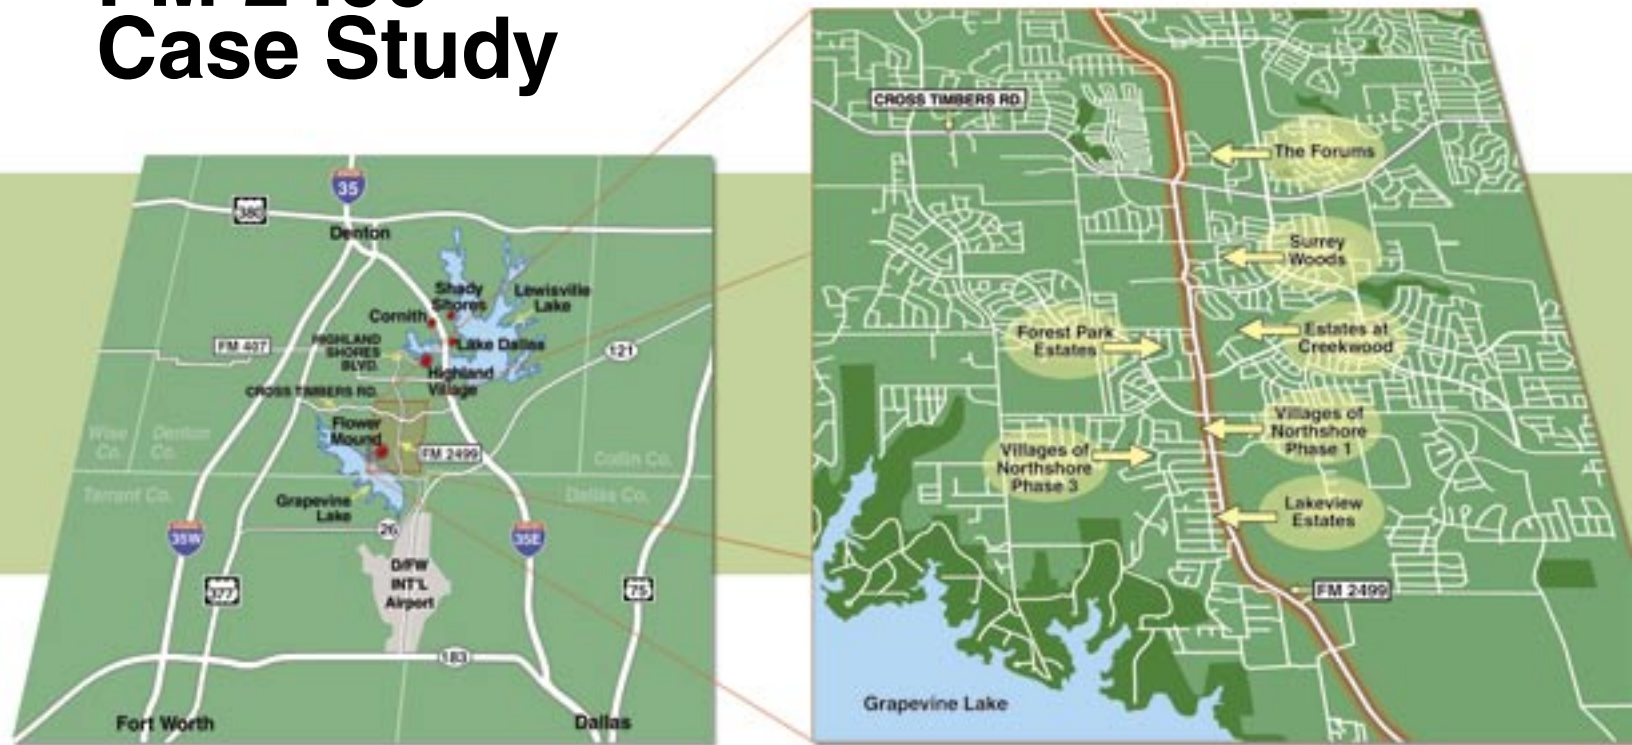 FM 2499
Case Study
35
380
Denton
Shady
Shores
Lewisville
Lake
Cornith
Lake Dallas
HIGHLAND
SHORES
BLVD.
FM 407
121
Highland
Village
CROSS TIMBERS RD.
Flower
Mound
FM 2499
Wise
Co.
Denton
Co.
Collin Co.
Tarrant Co.
Dallas Co.
Grapevine
Lake
26
35W
35E
D/FW
INT'L
Airport
377
75
183
Fort Worth
Dallas
CROSS TIMBERS RD.
The Forums
Surrey
Woods
Forest Park
Estates
Estates at
Creekwood
Villages of
Northshore
Phase 1
Villages of
Northshore
Phase 3
Lakeview
Estates
FM 2499
Grapevine Lake